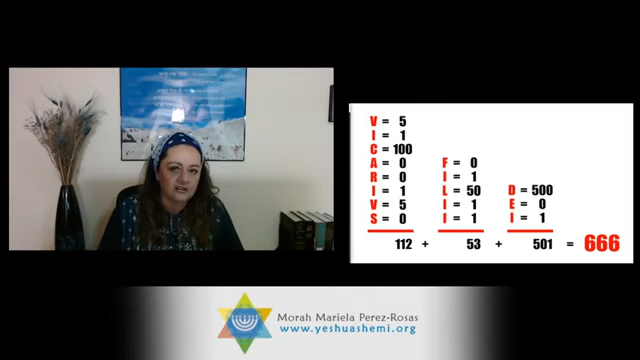 V = 5
I = 1
C = 100
A = 0
R = 0
I = 1
V = 5
S = 0
F = 0
I = 1
L = 50
I = 1
I = 1
D = 500
E = 0
I = 1
112 + 53 + 501 = 666
Morah Mariela Perez-Rosas
www.yeshuashemi.org